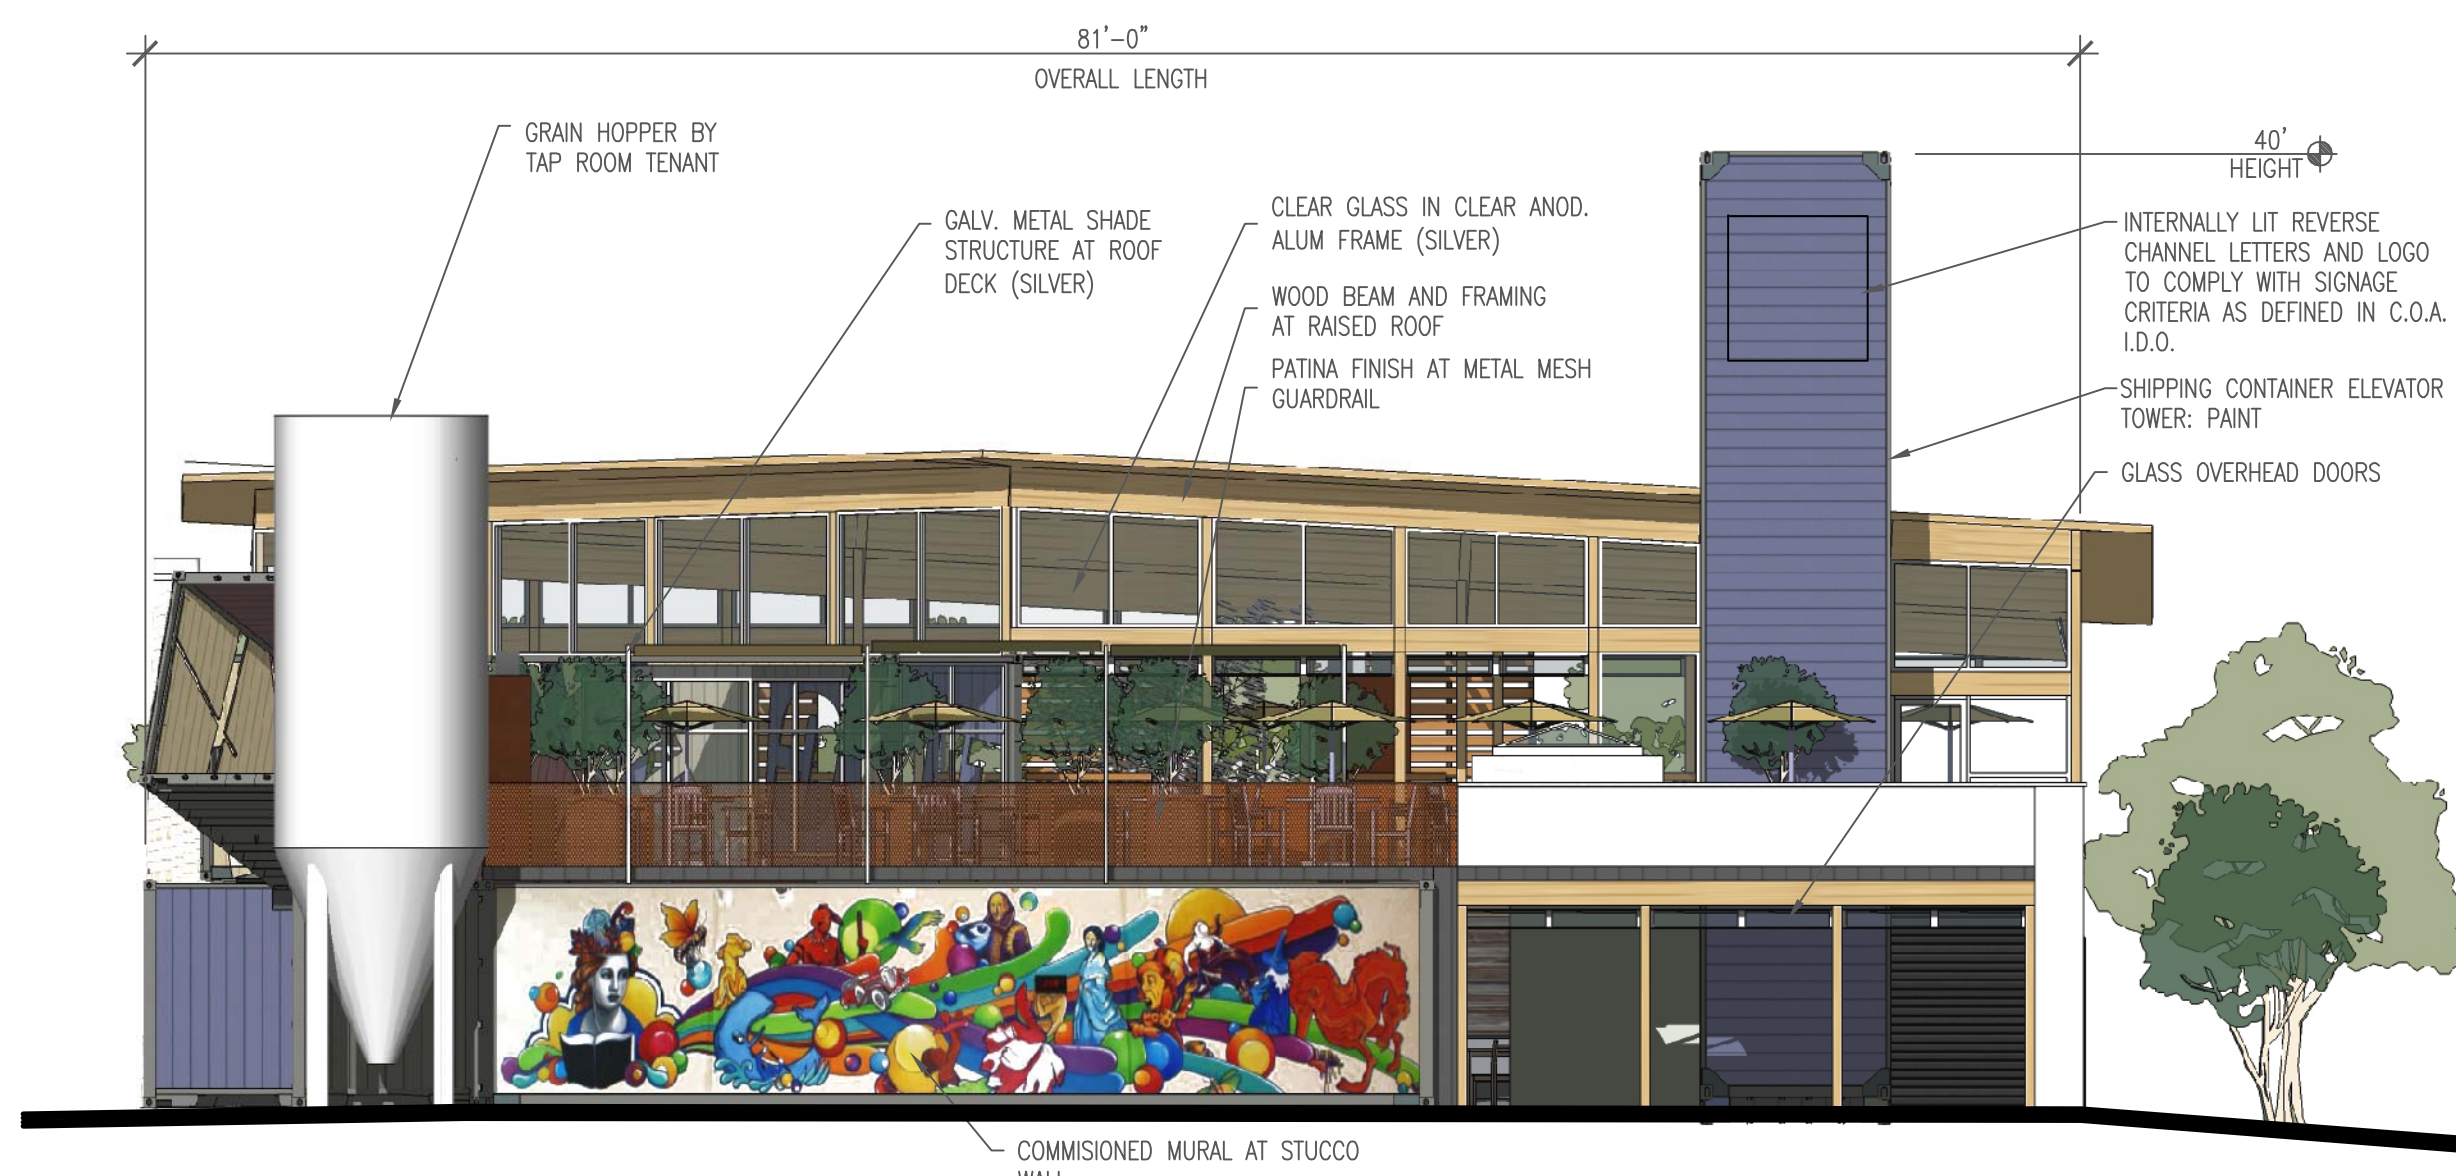 81'-0"
OVERALL LENGTH
GRAIN HOPPER BY
TAP ROOM TENANT
40'
HEIGHT
GALV. METAL SHADE
STRUCTURE AT ROOF
DECK (SILVER)
CLEAR GLASS IN CLEAR ANOD.
ALUM FRAME (SILVER)
WOOD BEAM AND FRAMING
AT RAISED ROOF
PATINA FINISH AT METAL MESH
GUARDRAIL
INTERNALLY LIT REVERSE
CHANNEL LETTERS AND LOGO
TO COMPLY WITH SIGNAGE
CRITERIA AS DEFINED IN C.O.A.
I.D.O.
SHIPPING CONTAINER ELEVATOR
TOWER: PAINT
GLASS OVERHEAD DOORS
COMMISIONED MURAL AT STUCCO
WALL